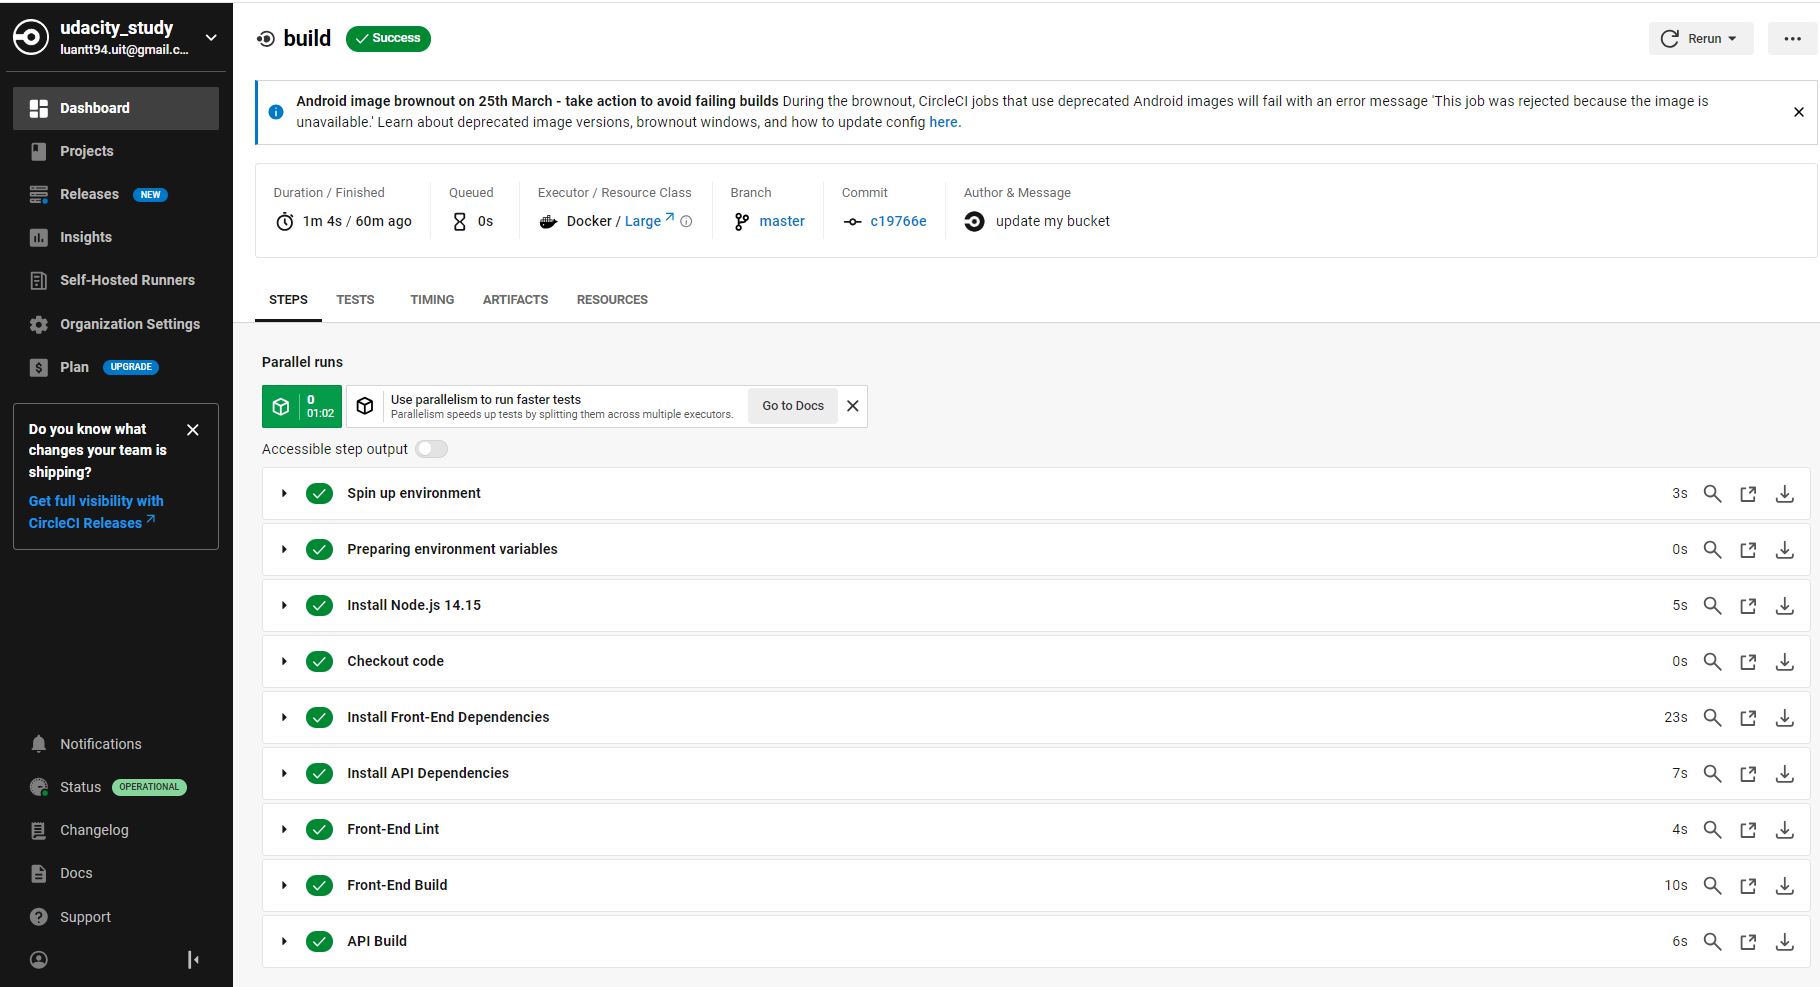 udacity_study
luantt94.uit@gmail.c...
Dashboard
Projects
Releases NEW
Insights
Self-Hosted Runners
Organization Settings
Plan UPGRADE
Do you know what
changes your team is
shipping?
Get full visibility with
CircleCI Releases
Notifications
Status OPERATIONAL
Changelog
Docs
Support
build Success
Rerun
Android image brownout on 25th March - take action to avoid failing builds During the brownout, CircleCI jobs that use deprecated Android images will fail with an error message 'This job was rejected because the image is
unavailable.' Learn about deprecated image versions, brownout windows, and how to update config here.
Duration / Finished
1m 4s / 60m ago
Queued
0s
Executor / Resource Class
Docker / Large
Branch
master
Commit
c19766e
Author & Message
update my bucket
STEPS TESTS TIMING ARTIFACTS RESOURCES
Parallel runs
0
01:02
Use parallelism to run faster tests
Parallelism speeds up tests by splitting them across multiple executors.
Go to Docs
Accessible step output
Spin up environment 3s
Preparing environment variables 0s
Install Node.js 14.15 5s
Checkout code 0s
Install Front-End Dependencies 23s
Install API Dependencies 7s
Front-End Lint 4s
Front-End Build 10s
API Build 6s